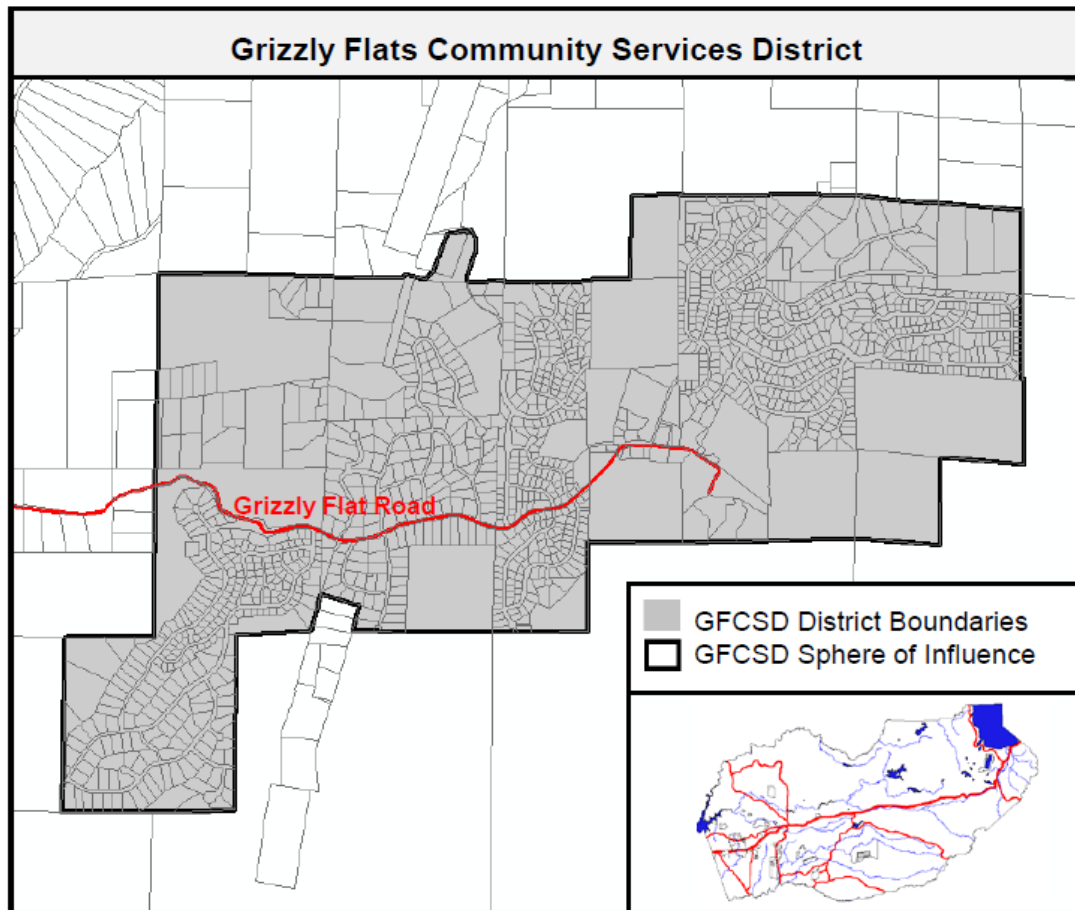 Grizzly Flats Community Services District
Grizzly Flat Road
GFCSD District Boundaries
GFCSD Sphere of Influence